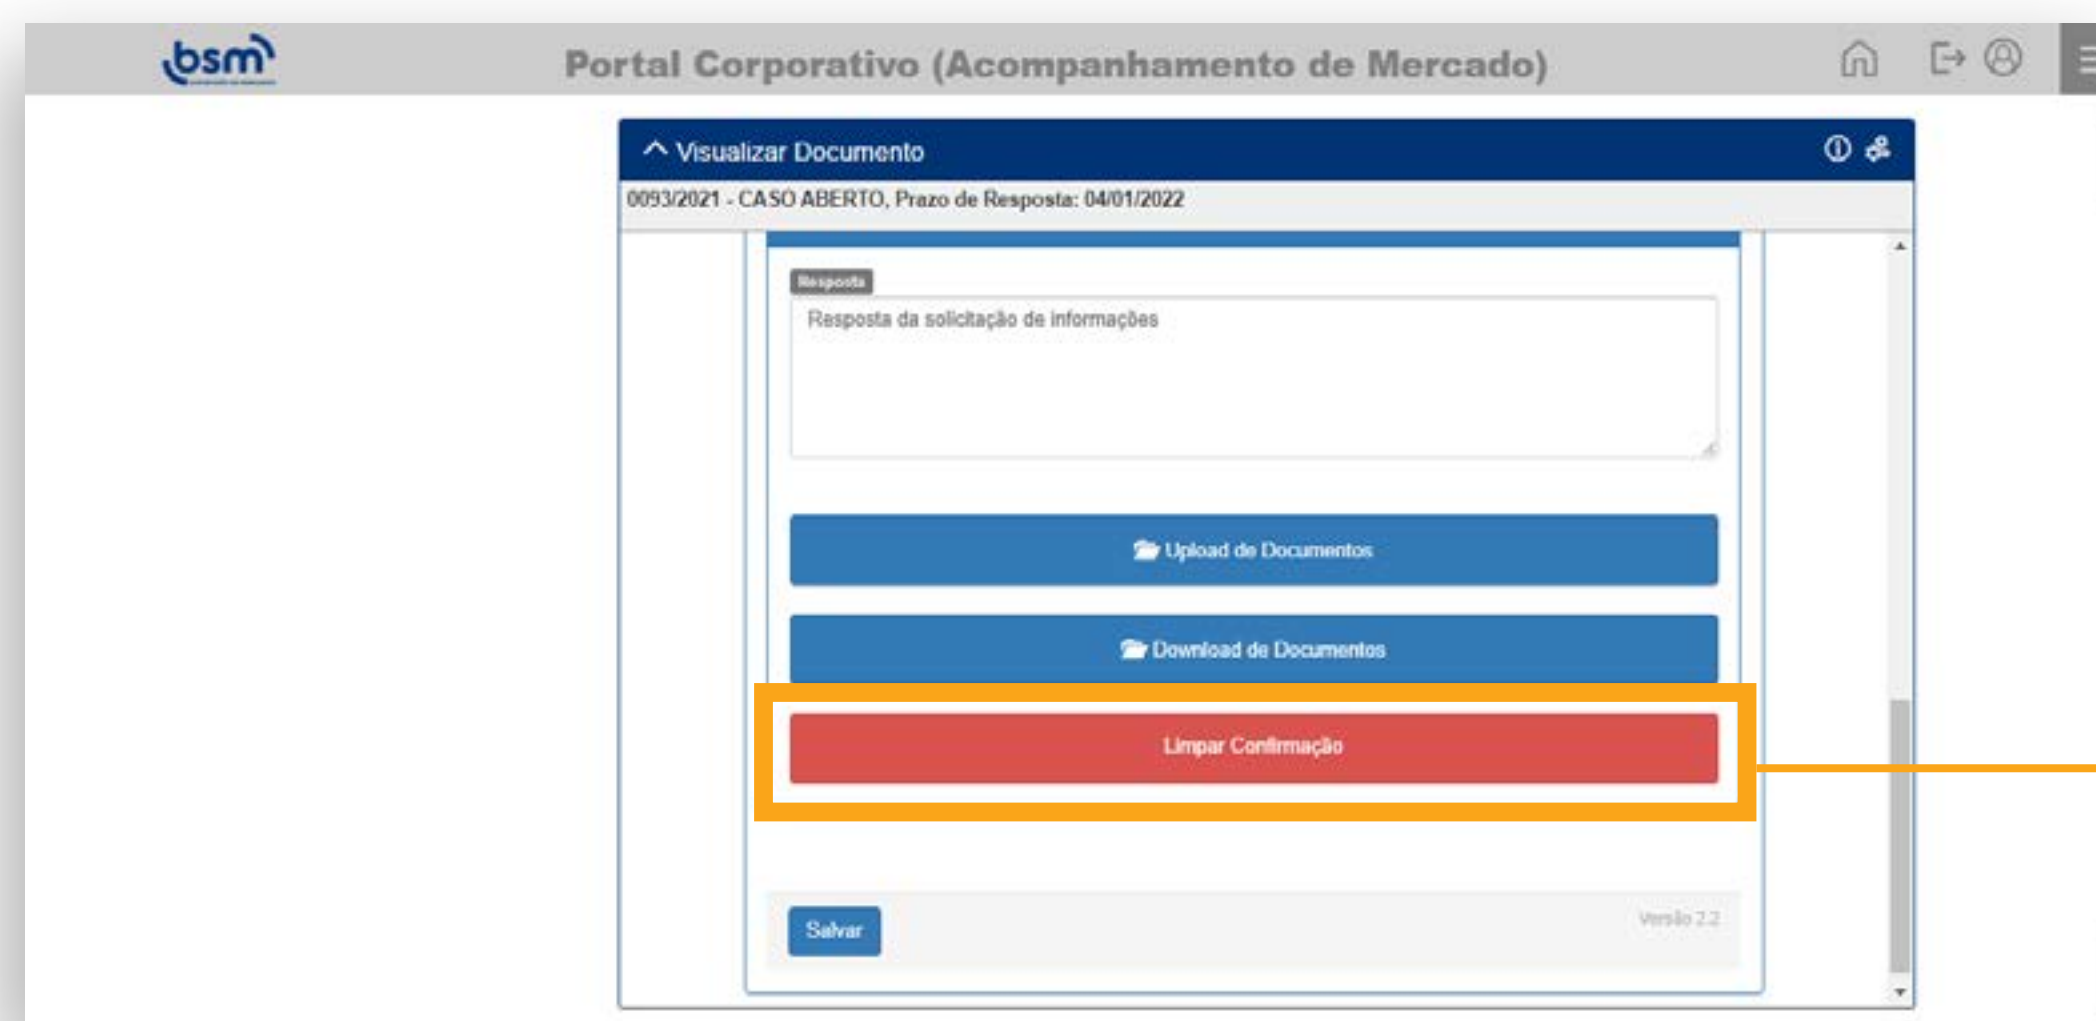 bsm
Portal Corporativo (Acompanhamento de Mercado)
Visualizar Documento
0093/2021 - CASO ABERTO, Prazo de Resposta: 04/01/2022
Resposta
Resposta da solicitação de informações
Upload de Documentos
Download de Documentos
Limpar Confirmação
Salvar
Versão 2.2